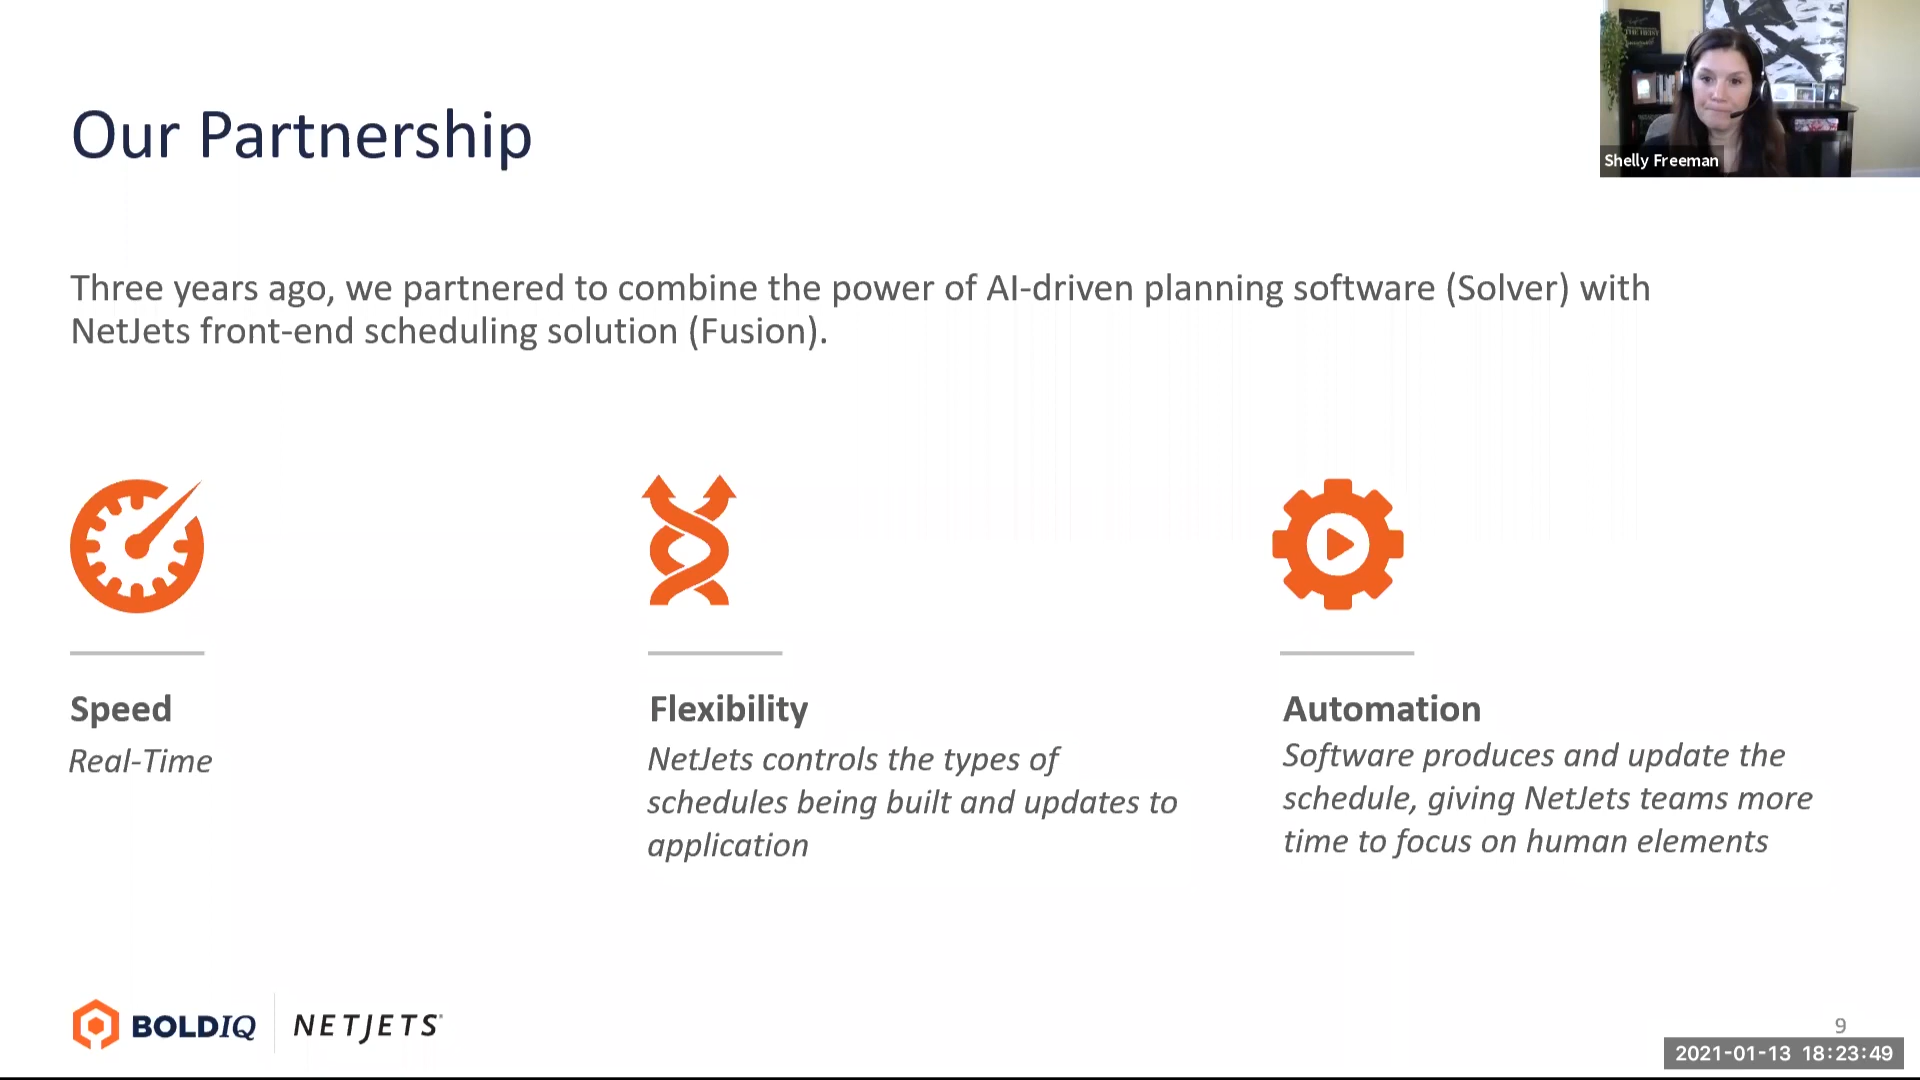 Our Partnership
Shelly Freeman
Three years ago, we partnered to combine the power of AI-driven planning software (Solver) with
NetJets front-end scheduling solution (Fusion).
Speed
Real-Time
Flexibility
NetJets controls the types of
schedules being built and updates to
application
Automation
Software produces and update the
schedule, giving NetJets teams more
time to focus on human elements
BOLDIQ
NETJETS
9
2021-01-13 18:23:49